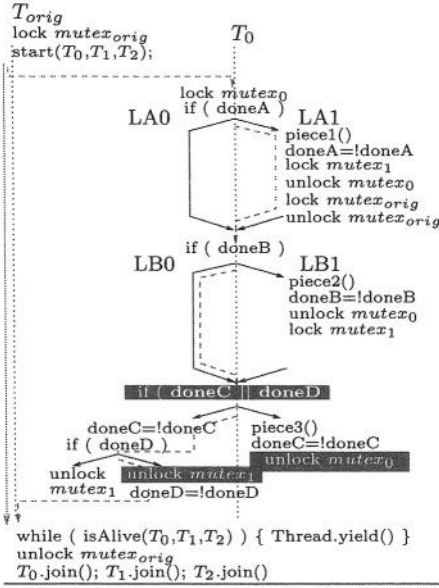 T_orig
lock mutex_orig
start(T_0,T_1,T_2);
T_0
lock mutex_0
if ( doneA )
LA0
LA1
piece1()
doneA=!doneA
lock mutex_1
unlock mutex_0
lock mutex_orig
unlock mutex_orig
if ( doneB )
LB0
LB1
piece2()
doneB=!doneB
unlock mutex_0
lock mutex_1
if ( doneC || doneD
doneC=!doneC
if ( doneD )
piece3()
doneC=!doneC
unlock mutex_0
unlock
mutex_1
unlock mutex_1
doneD=!doneD
while ( isAlive(T_0,T_1,T_2) ) { Thread.yield() }
unlock mutex_orig
T_0.join(); T_1.join(); T_2.join()